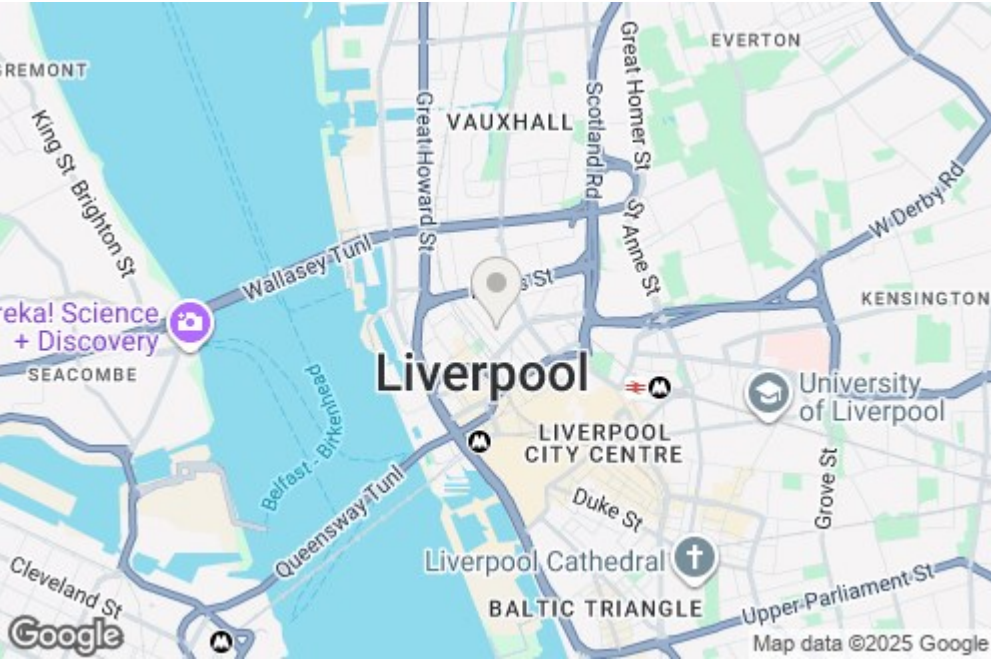 EVERTON
GREMONT
VAUXHALL
Great Homer St
Scotland Rd
Great Howard St
King St
Brighton St
W Derby Rd
St Anne St
Wallasey Tunl
St
KENSINGTON
reka! Science
+ Discovery
SEACOMBE
Liverpool
University
of Liverpool
Belfast - Birkenhead
LIVERPOOL
CITY CENTRE
Queensway Tunl
Duke St
Grove St
Liverpool Cathedral
Cleveland St
BALTIC TRIANGLE
Upper Parliament St
Google
Map data ©2025 Google